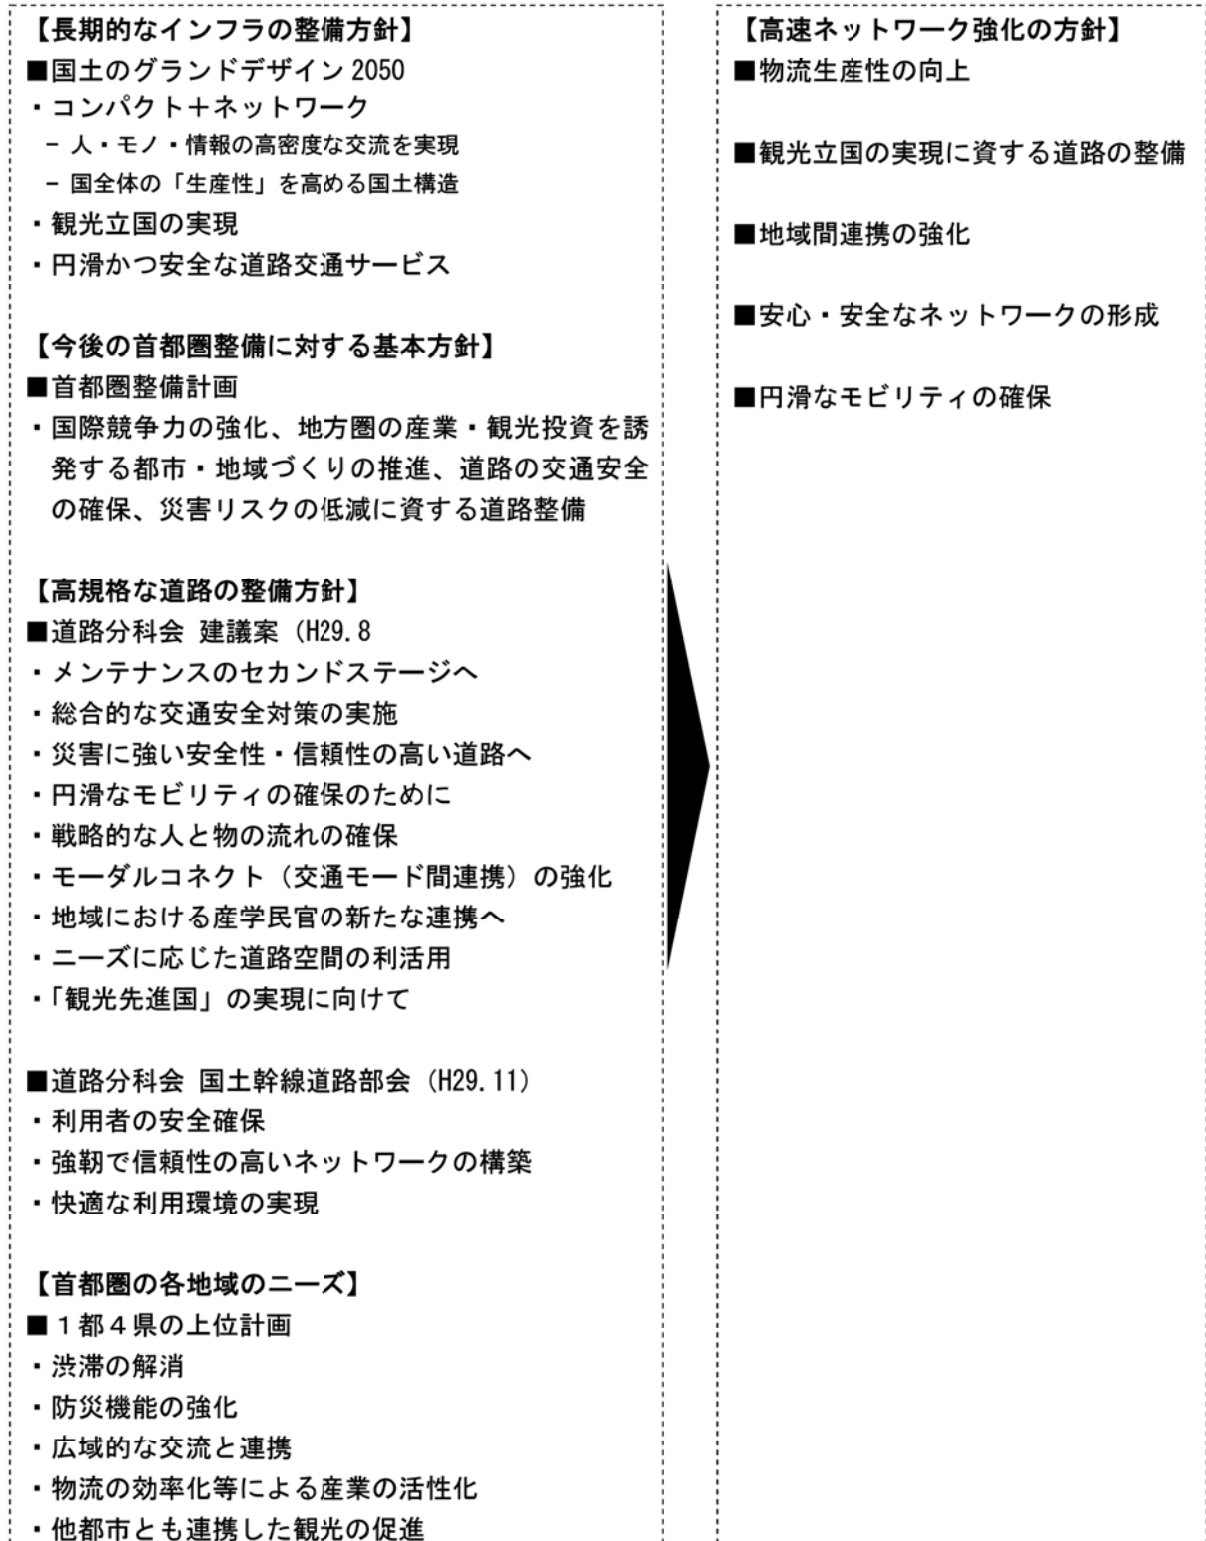 【長期的なインフラの整備方針】
■国土のグランドデザイン2050
・コンパクト＋ネットワーク
− 人・モノ・情報の高密度な交流を実現
− 国全体の「生産性」を高める国土構造
・観光立国の実現
・円滑かつ安全な道路交通サービス
【今後の首都圏整備に対する基本方針】
■首都圏整備計画
・国際競争力の強化、地方圏の産業・観光投資を誘
発する都市・地域づくりの推進、道路の交通安全
の確保、災害リスクの低減に資する道路整備
【高規格な道路の整備方針】
■道路分科会 建議案（H29.8
・メンテナンスのセカンドステージへ
・総合的な交通安全対策の実施
・災害に強い安全性・信頼性の高い道路へ
・円滑なモビリティの確保のために
・戦略的な人と物の流れの確保
・モーダルコネクト（交通モード間連携）の強化
・地域における産学民官の新たな連携へ
・ニーズに応じた道路空間の利活用
・「観光先進国」の実現に向けて
■道路分科会 国土幹線道路部会（H29.11）
・利用者の安全確保
・強靭で信頼性の高いネットワークの構築
・快適な利用環境の実現
【首都圏の各地域のニーズ】
■１都４県の上位計画
・渋滞の解消
・防災機能の強化
・広域的な交流と連携
・物流の効率化等による産業の活性化
・他都市とも連携した観光の促進
【高速ネットワーク強化の方針】
■物流生産性の向上
■観光立国の実現に資する道路の整備
■地域間連携の強化
■安心・安全なネットワークの形成
■円滑なモビリティの確保